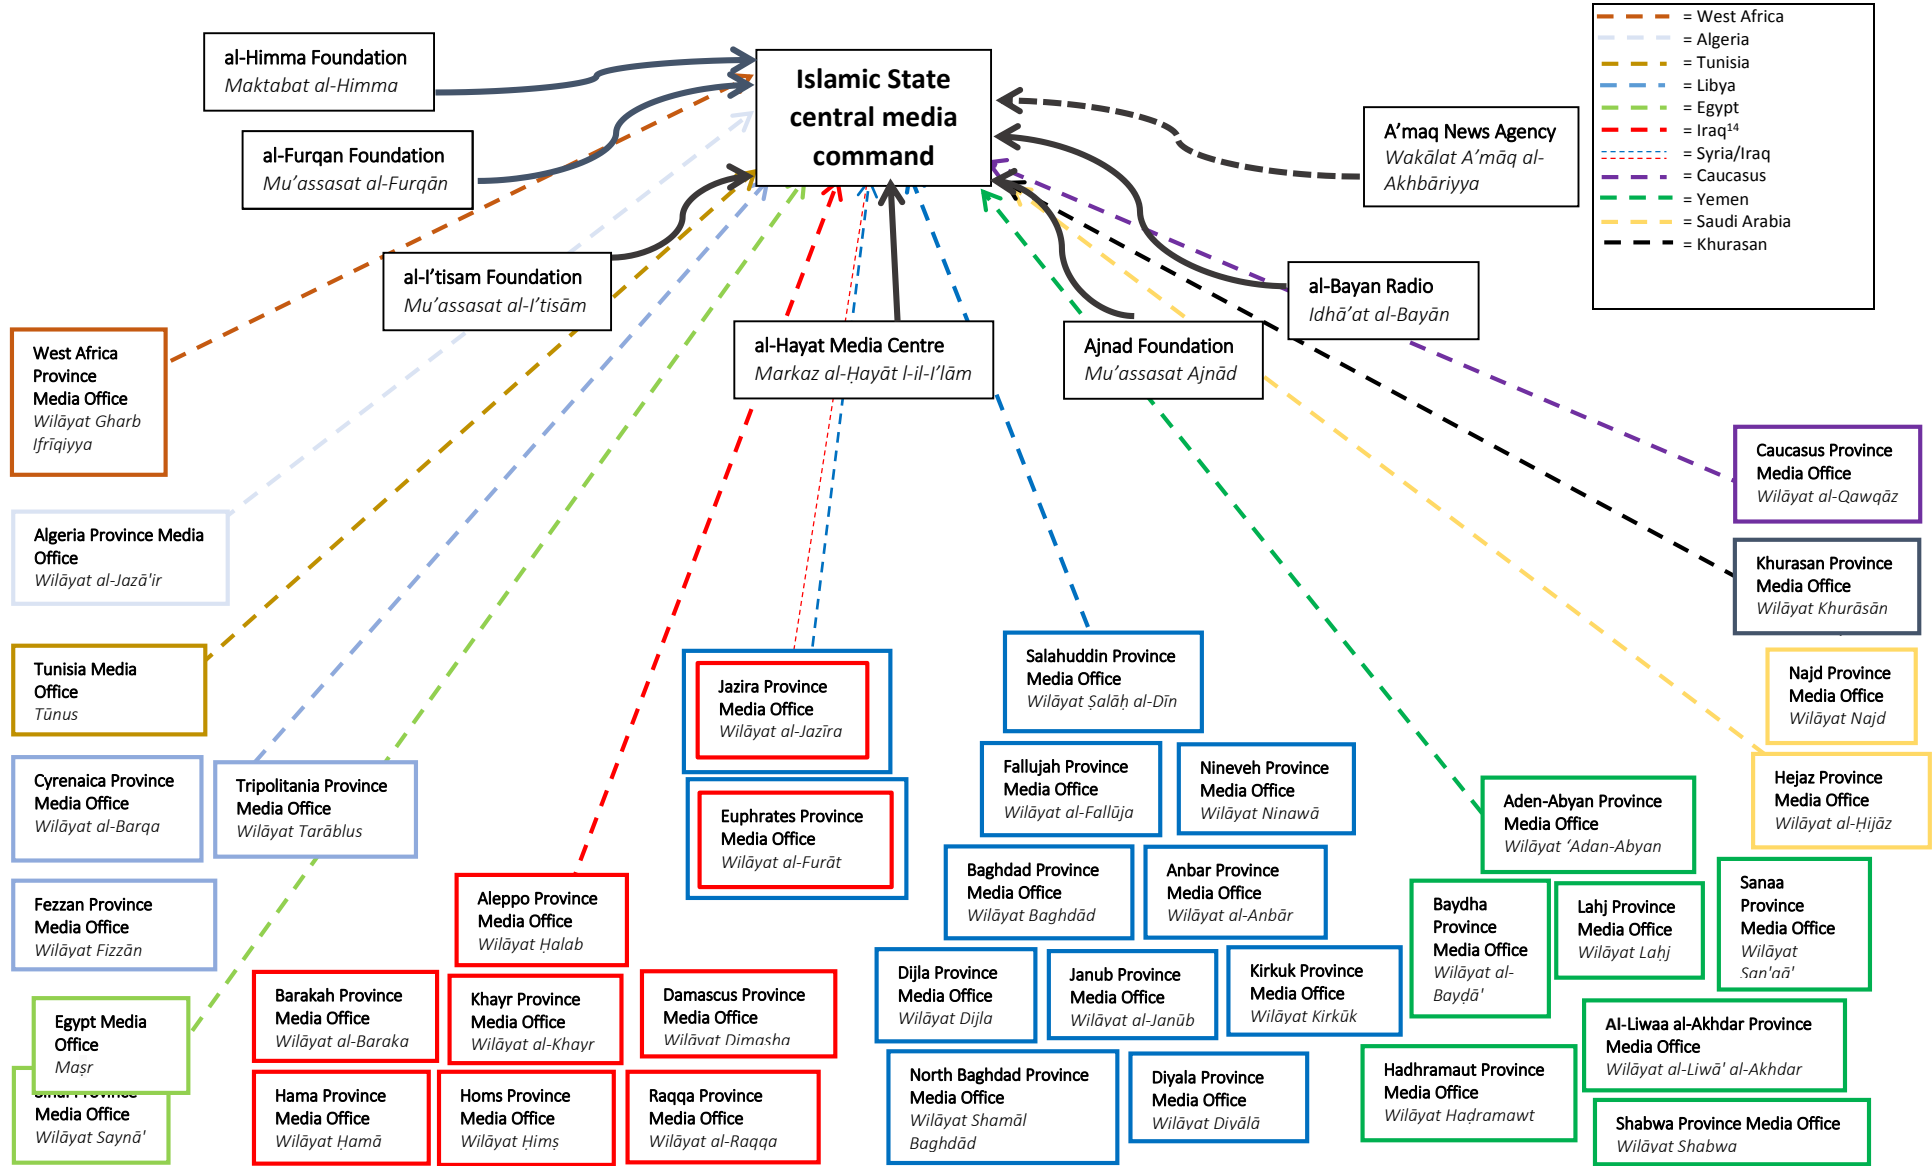 al-Himma Foundation
Maktabat al-Himma
al-Furqan Foundation
Mu’assasat al-Furqān
al-I’tisam Foundation
Mu’assasat al-I’tisām
Islamic State
central media
command
A’maq News Agency
Wakālat A’māq al-
Akhbāriyya
= West Africa
= Algeria
= Tunisia
= Libya
= Egypt
= Iraq14
= Syria/Iraq
= Caucasus
= Yemen
= Saudi Arabia
= Khurasan
al-Bayan Radio
Idhā’at al-Bayān
al-Hayat Media Centre
Markaz al-Ḥayāt l-il-I’lām
Ajnad Foundation
Mu’assasat Ajnād
West Africa
Province
Media Office
Wilāyat Gharb
Ifrīqiyya
Algeria Province Media
Office
Wilāyat al-Jazā'ir
Tunisia Media
Office
Tūnus
Cyrenaica Province
Media Office
Wilāyat al-Barqa
Tripolitania Province
Media Office
Wilāyat Tarāblus
Fezzan Province
Media Office
Wilāyat Fizzān
Egypt Media
Office
Maṣr
Media Office
Wilāyat Saynā'
Aleppo Province
Media Office
Wilāyat Ḥalab
Barakah Province
Media Office
Wilāyat al-Baraka
Khayr Province
Media Office
Wilāyat al-Khayr
Damascus Province
Media Office
Wilāyat Dimashq
Hama Province
Media Office
Wilāyat Ḥamā
Homs Province
Media Office
Wilāyat Ḥimṣ
Raqqa Province
Media Office
Wilāyat al-Raqqa
Jazira Province
Media Office
Wilāyat al-Jazīra
Euphrates Province
Media Office
Wilāyat al-Furāt
Salahuddin Province
Media Office
Wilāyat Ṣalāḥ al-Dīn
Fallujah Province
Media Office
Wilāyat al-Fallūja
Nineveh Province
Media Office
Wilāyat Ninawā
Baghdad Province
Media Office
Wilāyat Baghdād
Anbar Province
Media Office
Wilāyat al-Anbār
Dijla Province
Media Office
Wilāyat Dijla
Janub Province
Media Office
Wilāyat al-Janūb
Kirkuk Province
Media Office
Wilāyat Kirkūk
North Baghdad Province
Media Office
Wilāyat Shamāl
Baghdād
Diyala Province
Media Office
Wilāyat Diyālā
Caucasus Province
Media Office
Wilāyat al-Qawqāz
Khurasan Province
Media Office
Wilāyat Khurāsān
Najd Province
Media Office
Wilāyat Najd
Hejaz Province
Media Office
Wilāyat al-Ḥijāz
Aden-Abyan Province
Media Office
Wilāyat ‘Adan-Abyan
Baydha
Province
Media Office
Wilāyat al-
Bayḍā'
Lahj Province
Media Office
Wilāyat Laḥj
Sanaa
Province
Media Office
Wilāyat
Ṣan'ā'
Al-Liwaa al-Akhdar Province
Media Office
Wilāyat al-Liwā' al-Akhdar
Hadhramaut Province
Media Office
Wilāyat Ḥaḍramawt
Shabwa Province Media Office
Wilāyat Shabwa